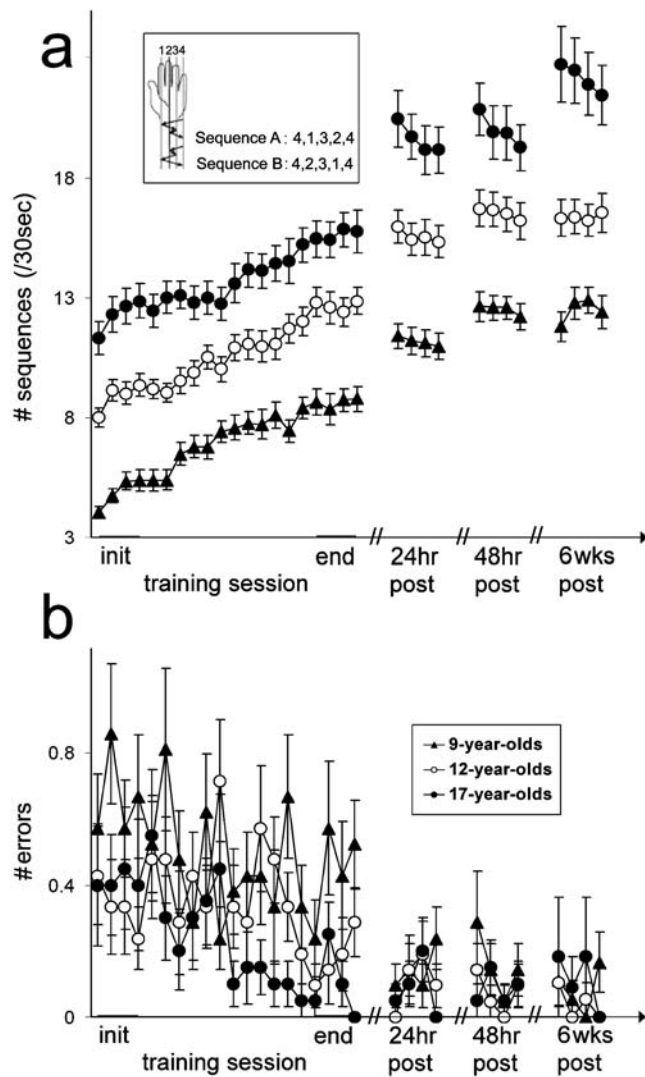 a
1234
Sequence A : 4,1,3,2,4
Sequence B : 4,2,3,1,4
# sequences (/30sec)
18
13
8
3
init end 24hr 48hr 6wks
training session post post post
b
#errors
0.8
0.4
0
9-year-olds
12-year-olds
17-year-olds
init end 24hr 48hr 6wks
training session post post post